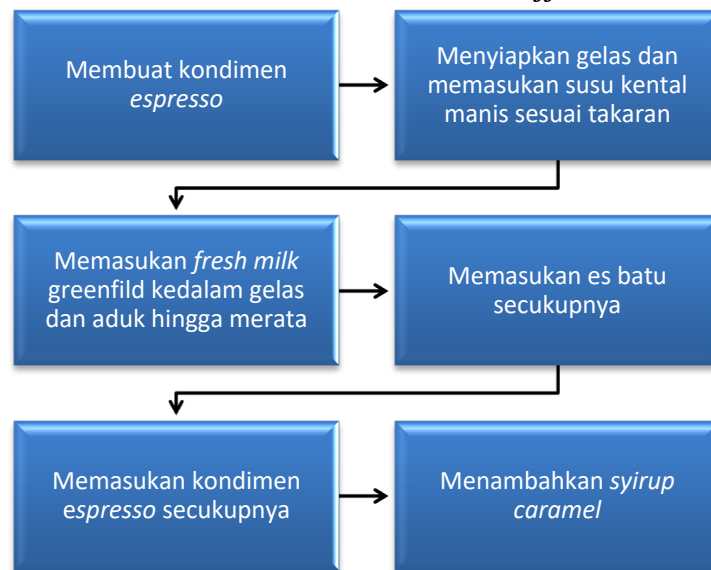 Membuat kondimen
espresso
Menyiapkan gelas dan
memasukan susu kental
manis sesuai takaran
Memasukan fresh milk
greenfild kedalam gelas
dan aduk hingga merata
Memasukan es batu
secukupnya
Memasukan kondimen
espresso secukupnya
Menambahkan syirup
caramel